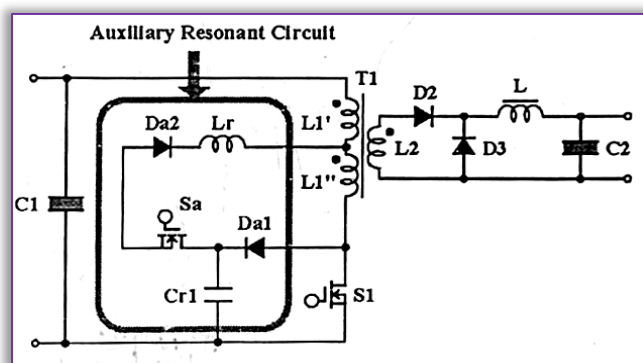 Auxiliary Resonant Circuit
T1
D2
L
Da2
Lr
L1'
L2
D3
C2
L1"
C1
Sa
Da1
Cr1
S1